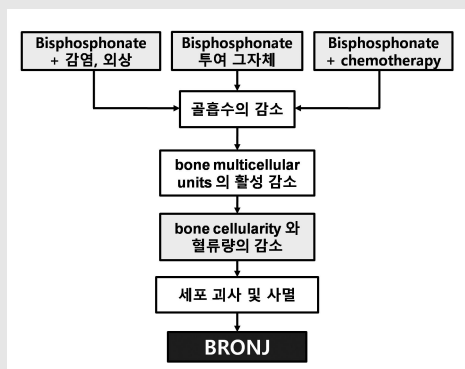 Bisphosphonate
+ 감염, 외상
Bisphosphonate
투여 그자체
Bisphosphonate
+ chemotherapy
골흡수의 감소
bone multicellular
units 의 활성 감소
bone cellularity 와
혈류량의 감소
세포 괴사 및 사멸
BRONJ